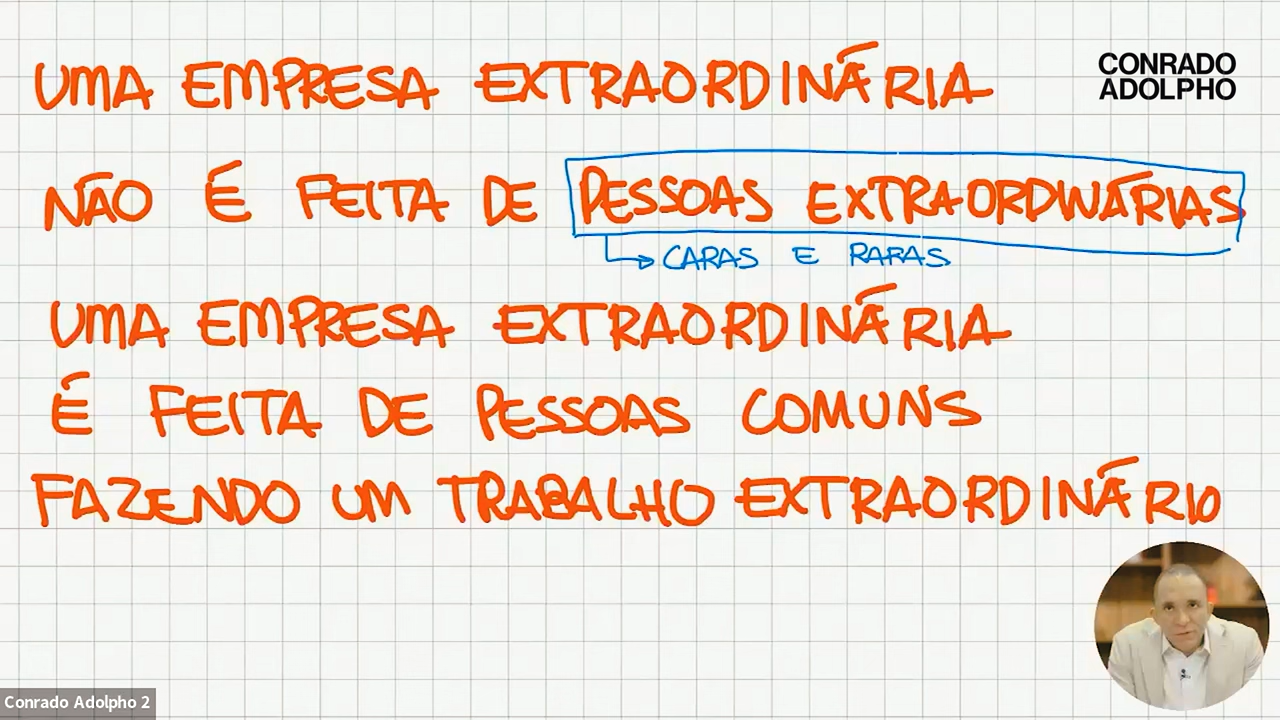 UMA EMPRESA EXTRAORDINÁRIA
CONRADO
ADOLPHO
NÃO É FEITA DE PESSOAS EXTRAORDINÁRIAS
CARAS E RARAS
UMA EMPRESA EXTRAORDINÁRIA
É FEITA DE PESSOAS COMUNS
FAZENDO UM TRABALHO EXTRAORDINÁRIO
Conrado Adolpho 2